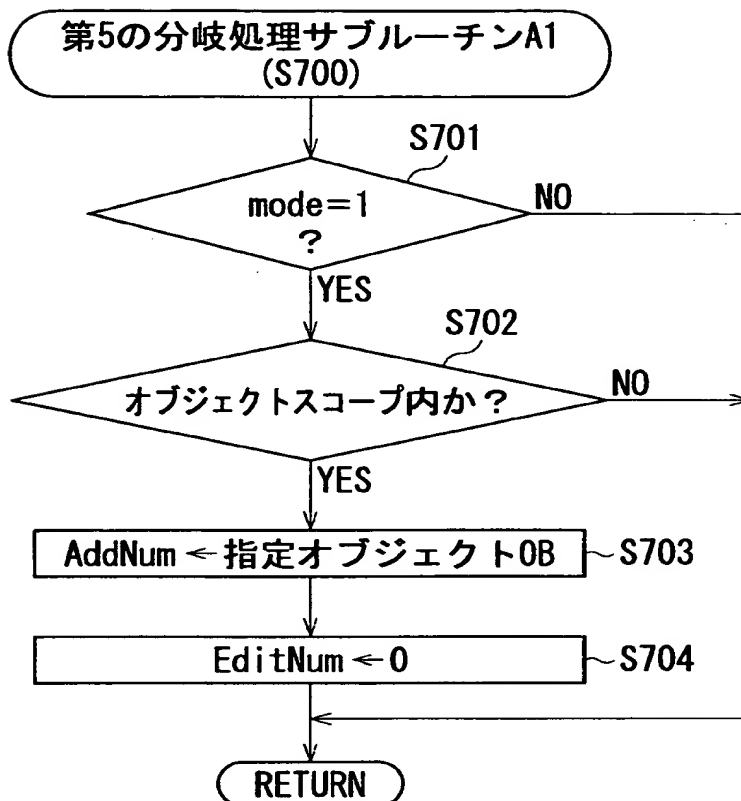 第5の分岐処理サブルーチンA1
(S700)
S701
mode=1
?
NO
YES
S702
オブジェクトスコープ内か?
NO
YES
AddNum←指定オブジェクトOB
S703
EditNum←0
S704
RETURN